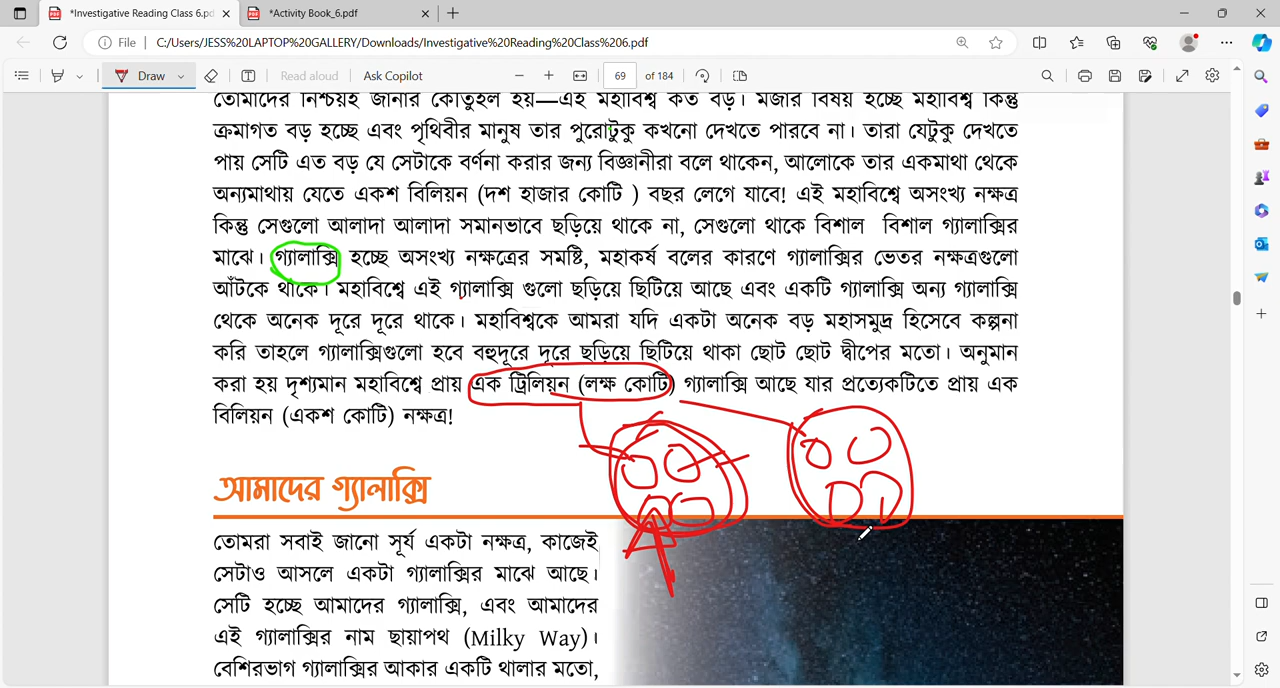 *Investigative Reading Class 6.pd
*Activity Book_6.pdf
File C:/Users/JESS%20LAPTOP%20GALLERY/Downloads/Investigative%20Reading%20Class%206.pdf
Draw
Read aloud
Ask Copilot
69
of 184
তোমাদের নিশ্চয়ই জানার কৌতুহল হয়—এই মহাবিশ্ব কত বড়। মজার বিষয় হচ্ছে মহাবিশ্ব কিন্তু
ক্রমাগত বড় হচ্ছে এবং পৃথিবীর মানুষ তার পুরোটুকু কখনো দেখতে পারবে না। তারা যেটুকু দেখতে
পায় সেটি এত বড় যে সেটাকে বর্ণনা করার জন্য বিজ্ঞানীরা বলে থাকেন, আলোকে তার একমাথা থেকে
অন্যমাথায় যেতে একশ বিলিয়ন (দশ হাজার কোটি ) বছর লেগে যাবে! এই মহাবিশ্বে অসংখ্য নক্ষত্র
কিন্তু সেগুলো আলাদা আলাদা সমানভাবে ছড়িয়ে থাকে না, সেগুলো থাকে বিশাল বিশাল গ্যালাক্সির
মাঝে। গ্যালাক্সি হচ্ছে অসংখ্য নক্ষত্রের সমষ্টি, মহাকর্ষ বলের কারণে গ্যালাক্সির ভেতর নক্ষত্রগুলো
আঁটকে থাকে। মহাবিশ্বে এই গ্যালাক্সি গুলো ছড়িয়ে ছিটিয়ে আছে এবং একটি গ্যালাক্সি অন্য গ্যালাক্সি
থেকে অনেক দূরে দূরে থাকে। মহাবিশ্বকে আমরা যদি একটা অনেক বড় মহাসমুদ্র হিসেবে কল্পনা
করি তাহলে গ্যালাক্সিগুলো হবে বহুদূরে দূরে ছড়িয়ে ছিটিয়ে থাকা ছোট ছোট দ্বীপের মতো। অনুমান
করা হয় দৃশ্যমান মহাবিশ্বে প্রায় এক ট্রিলিয়ন (লক্ষ কোটি) গ্যালাক্সি আছে যার প্রত্যেকটিতে প্রায় এক
বিলিয়ন (একশ কোটি) নক্ষত্র!
আমাদের গ্যালাক্সি
তোমরা সবাই জানো সূর্য একটা নক্ষত্র, কাজেই
সেটাও আসলে একটা গ্যালাক্সির মাঝে আছে।
সেটি হচ্ছে আমাদের গ্যালাক্সি, এবং আমাদের
এই গ্যালাক্সির নাম ছায়াপথ (Milky Way)।
বেশিরভাগ গ্যালাক্সির আকার একটি থালার মতো,